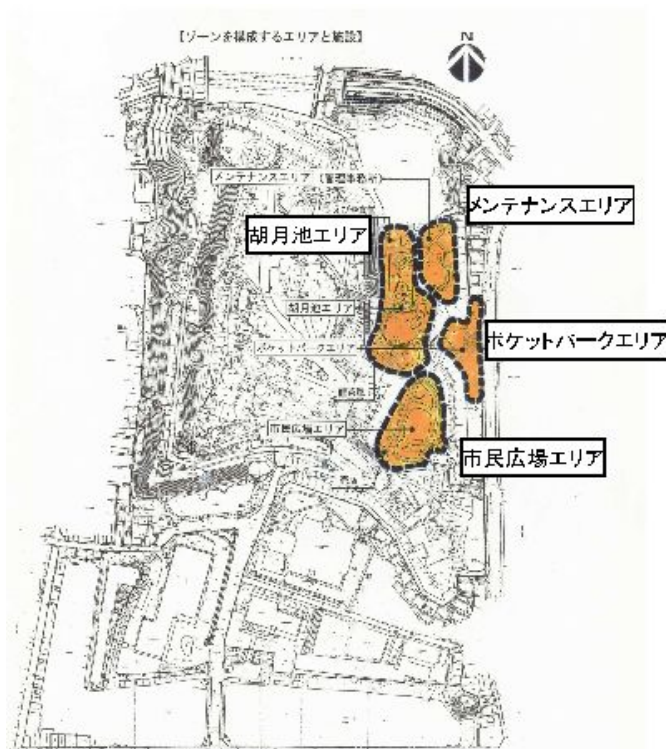 【ゾーンを構成するエリアと施設】
N
メンテナンスエリア (管理事務所)
メンテナンスエリア
胡月池エリア
胡月池エリア
ポケットパークエリア
ポケットパークエリア
市民広場エリア
市民広場エリア